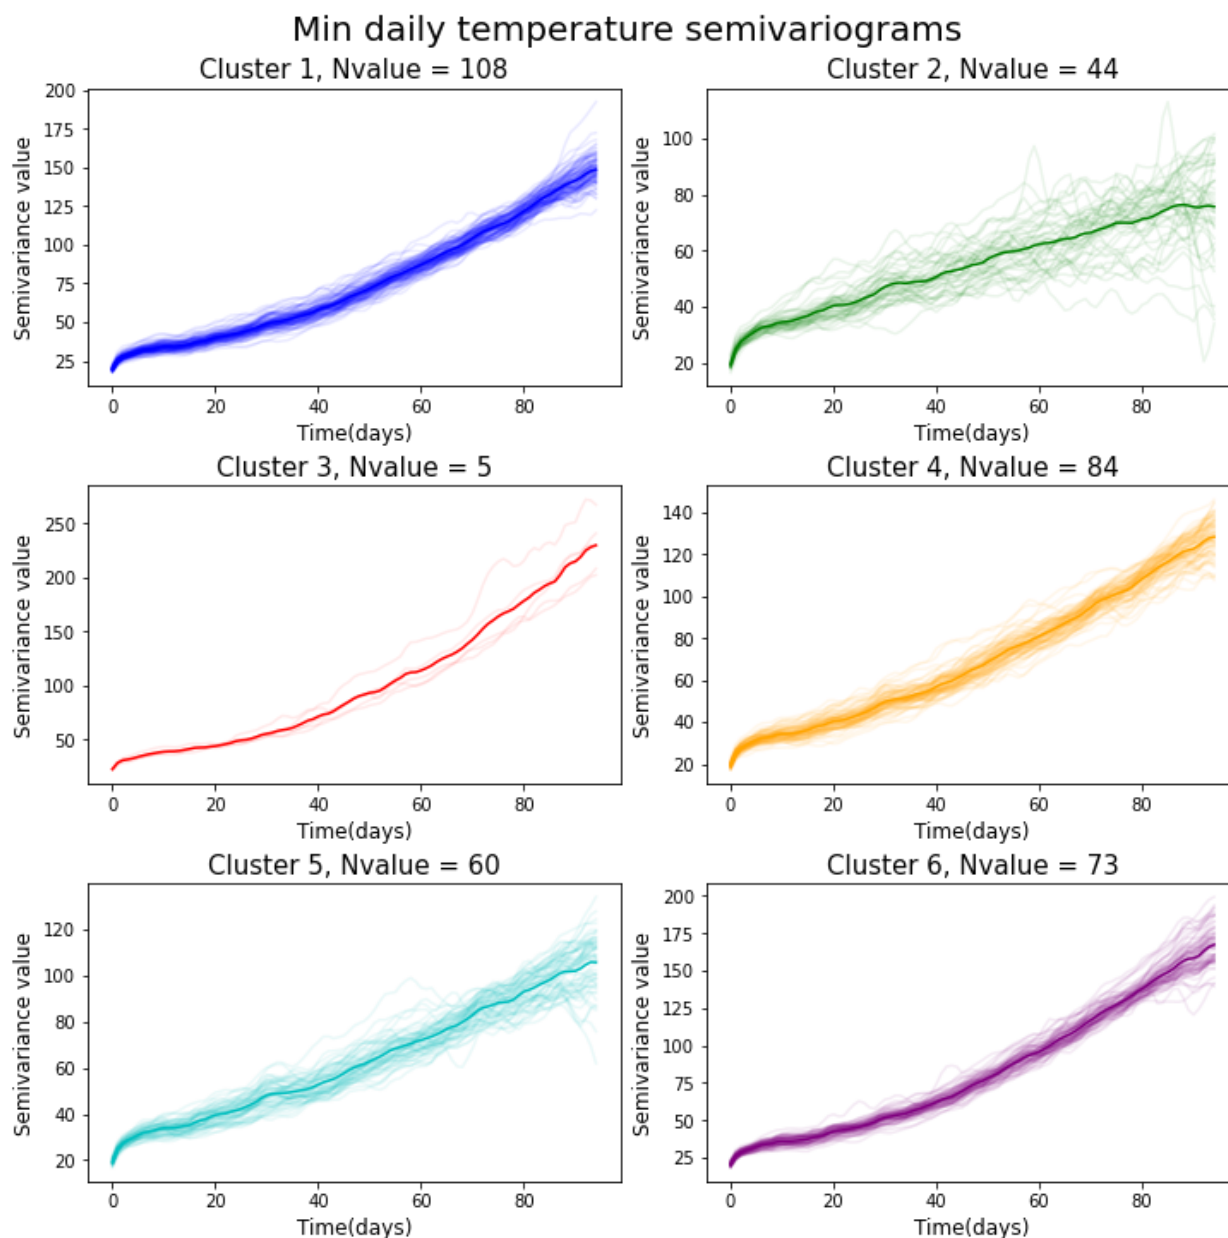 Min daily temperature semivariograms
Cluster 1, Nvalue = 108
200
175
150
125
100
75
50
25
Semivariance value
0 20 40 60 80
Time(days)
Cluster 2, Nvalue = 44
100
80
60
40
20
Semivariance value
0 20 40 60 80
Time(days)
Cluster 3, Nvalue = 5
250
200
150
100
50
Semivariance value
0 20 40 60 80
Time(days)
Cluster 4, Nvalue = 84
140
120
100
80
60
40
20
Semivariance value
0 20 40 60 80
Time(days)
Cluster 5, Nvalue = 60
120
100
80
60
40
20
Semivariance value
0 20 40 60 80
Time(days)
Cluster 6, Nvalue = 73
200
175
150
125
100
75
50
25
Semivariance value
0 20 40 60 80
Time(days)